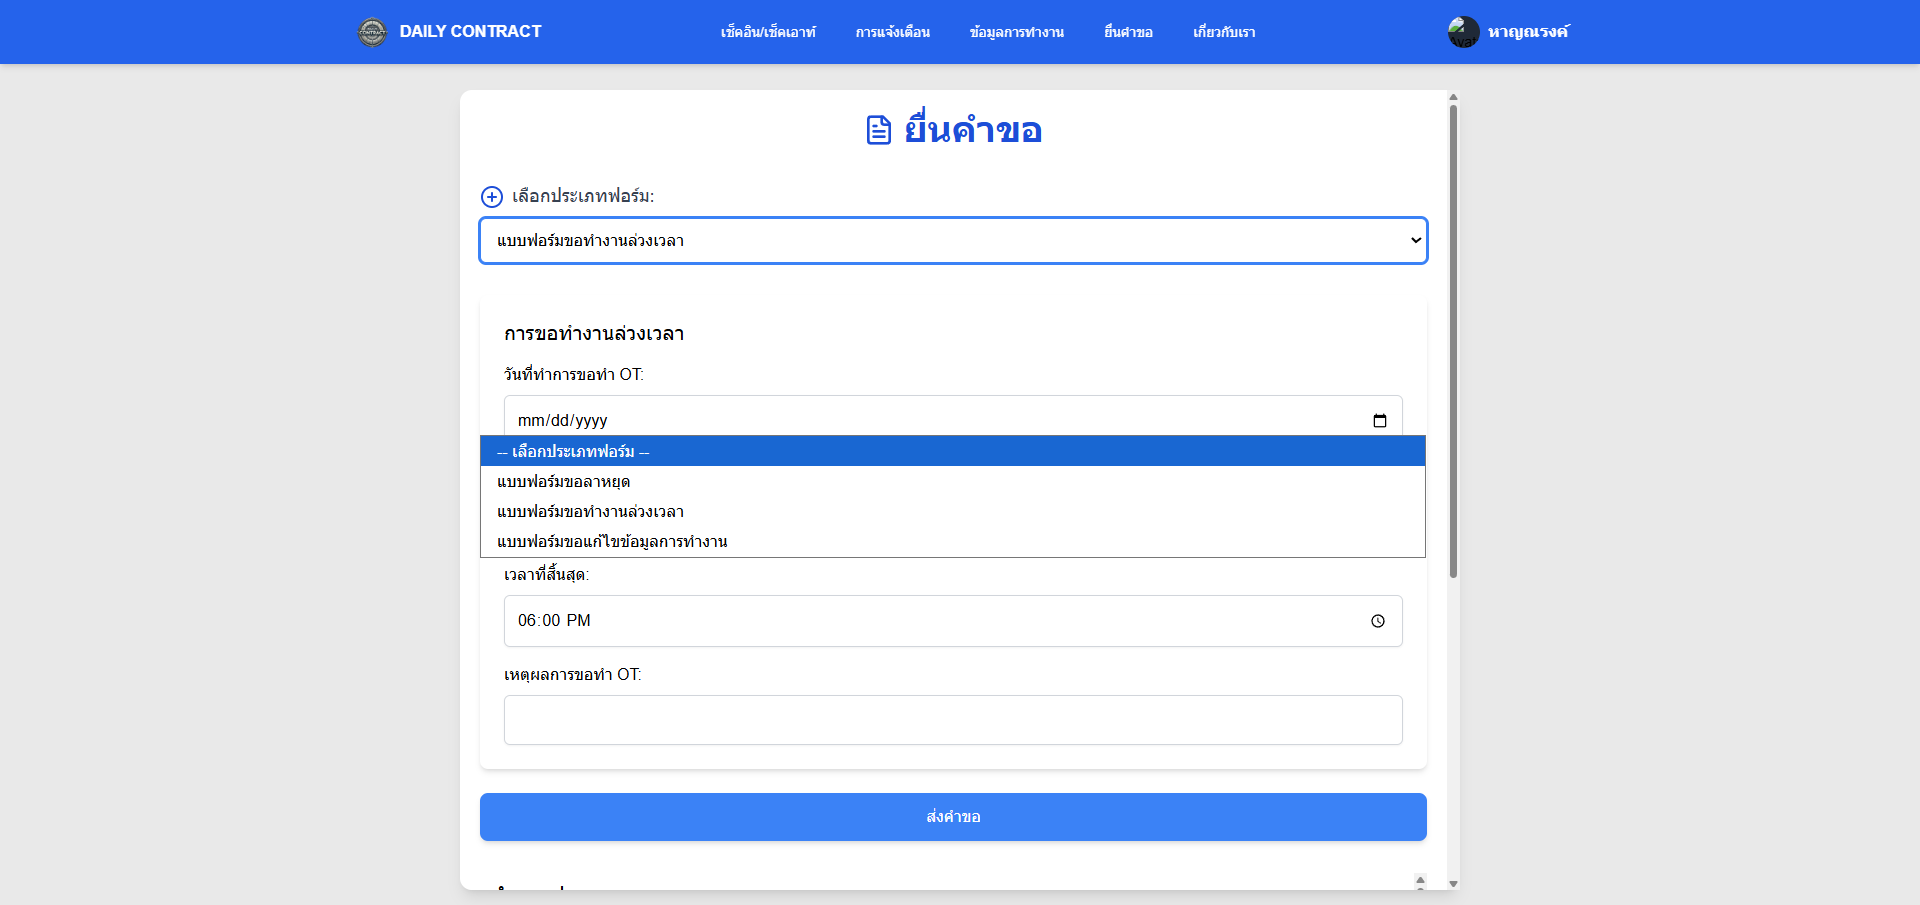 DAILY CONTRACT
เช็คอิน/เช็คเอาท์
การแจ้งเตือน
ข้อมูลการทำงาน
ยื่นคำขอ
เกี่ยวกับเรา
หาญณรงค์
ยื่นคำขอ
เลือกประเภทฟอร์ม:
แบบฟอร์มขอทำงานล่วงเวลา
การขอทำงานล่วงเวลา
วันที่ทำการขอทำ OT:
mm/dd/yyyy
-- เลือกประเภทฟอร์ม --
แบบฟอร์มขอลาหยุด
แบบฟอร์มขอทำงานล่วงเวลา
แบบฟอร์มขอแก้ไขข้อมูลการทำงาน
เวลาที่สิ้นสุด:
06:00 PM
เหตุผลการขอทำ OT:
ส่งคำขอ